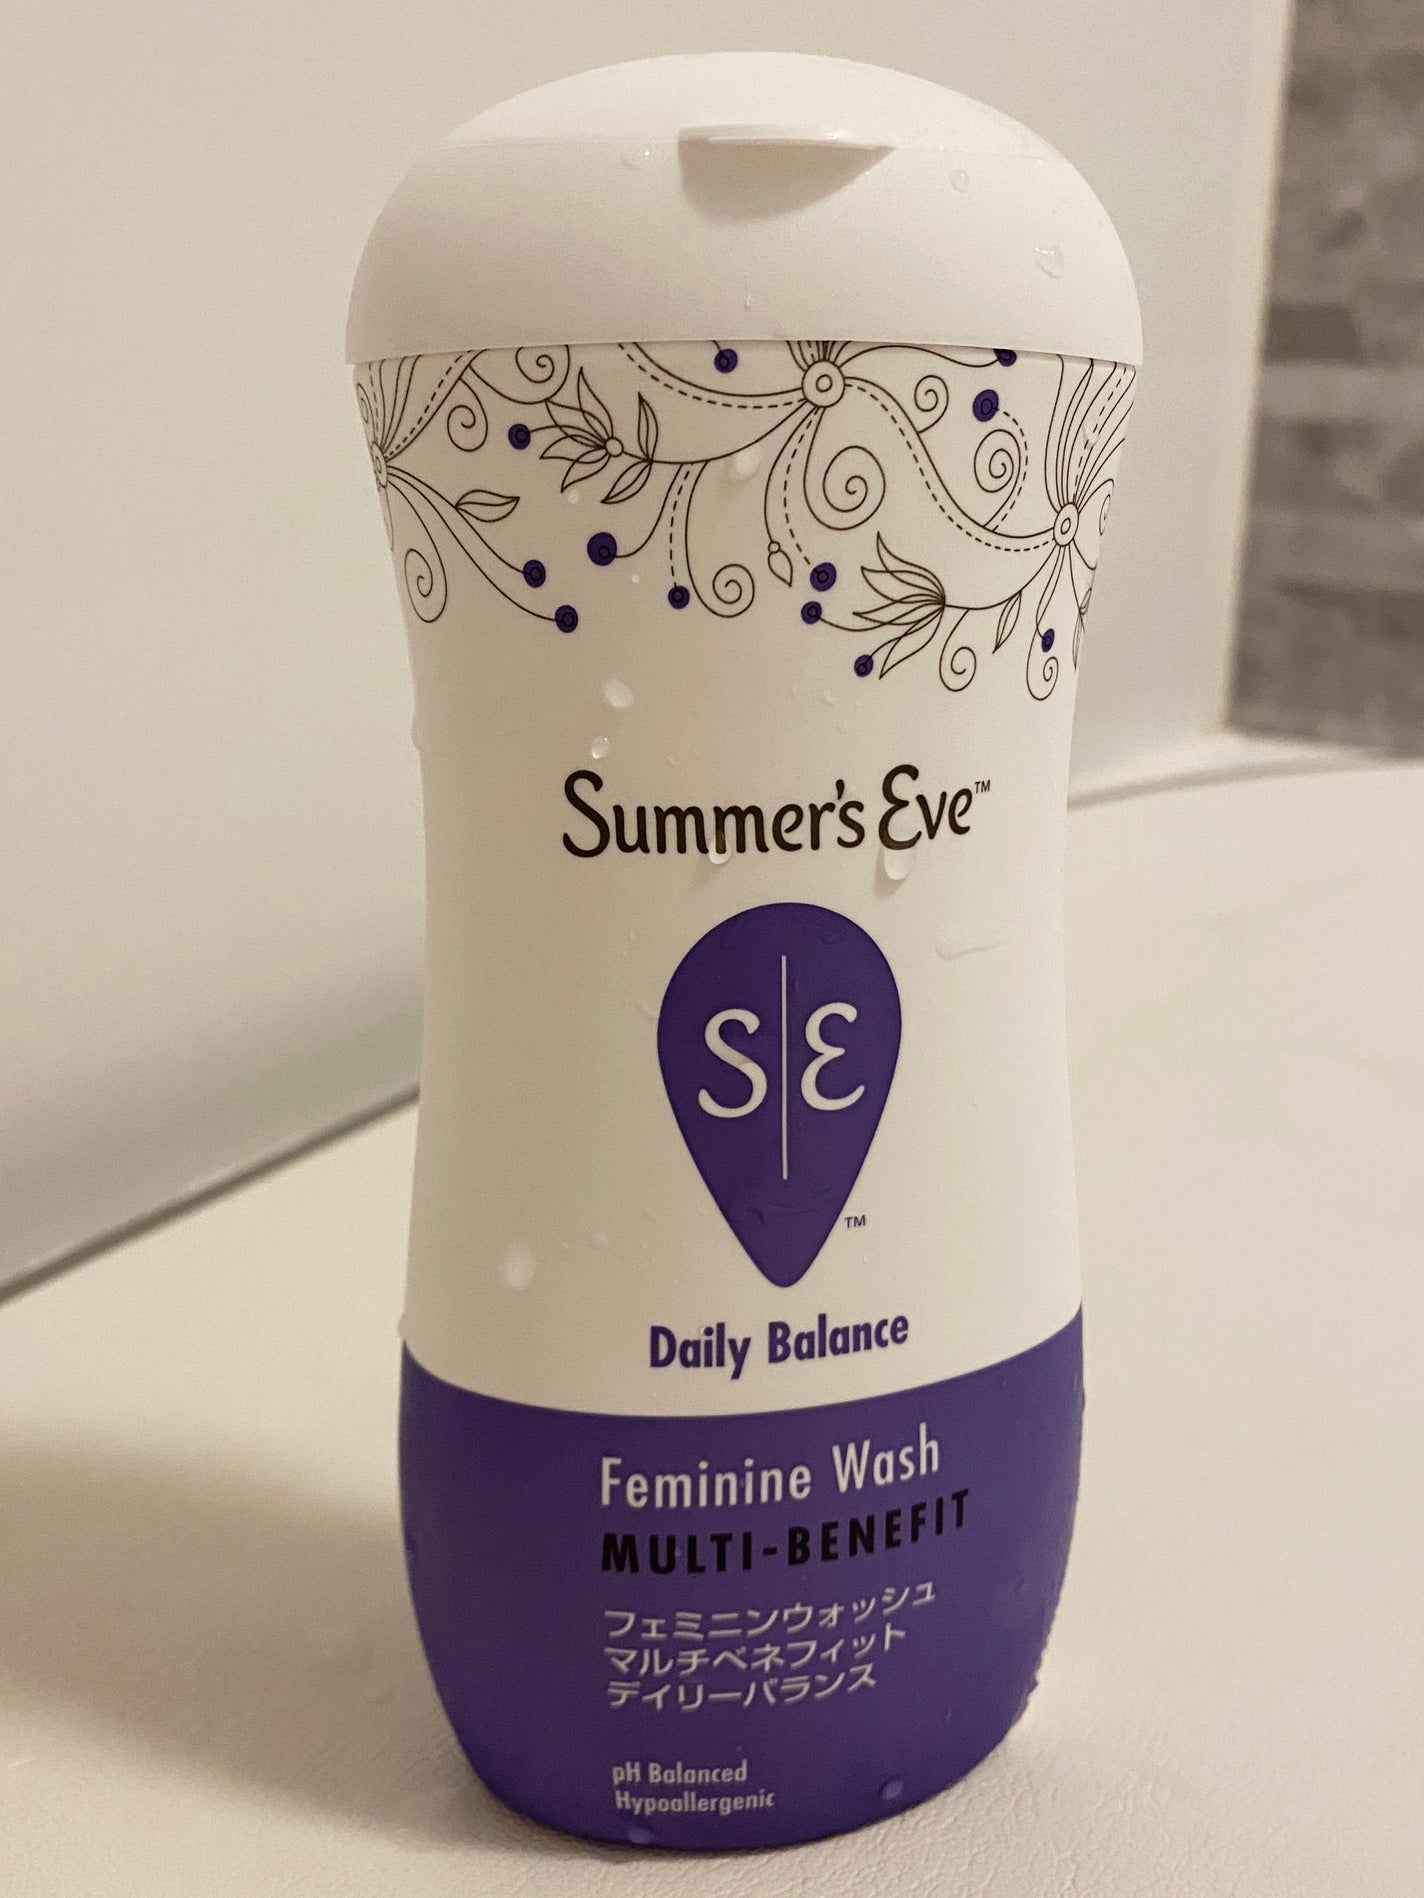 Summer's Eve™
S|E
™
Daily Balance
Feminine Wash
MULTI-BENEFIT
フェミニンウォッシュ
マルチベネフィット
デイリーバランス
pH Balanced
Hypoallergenic